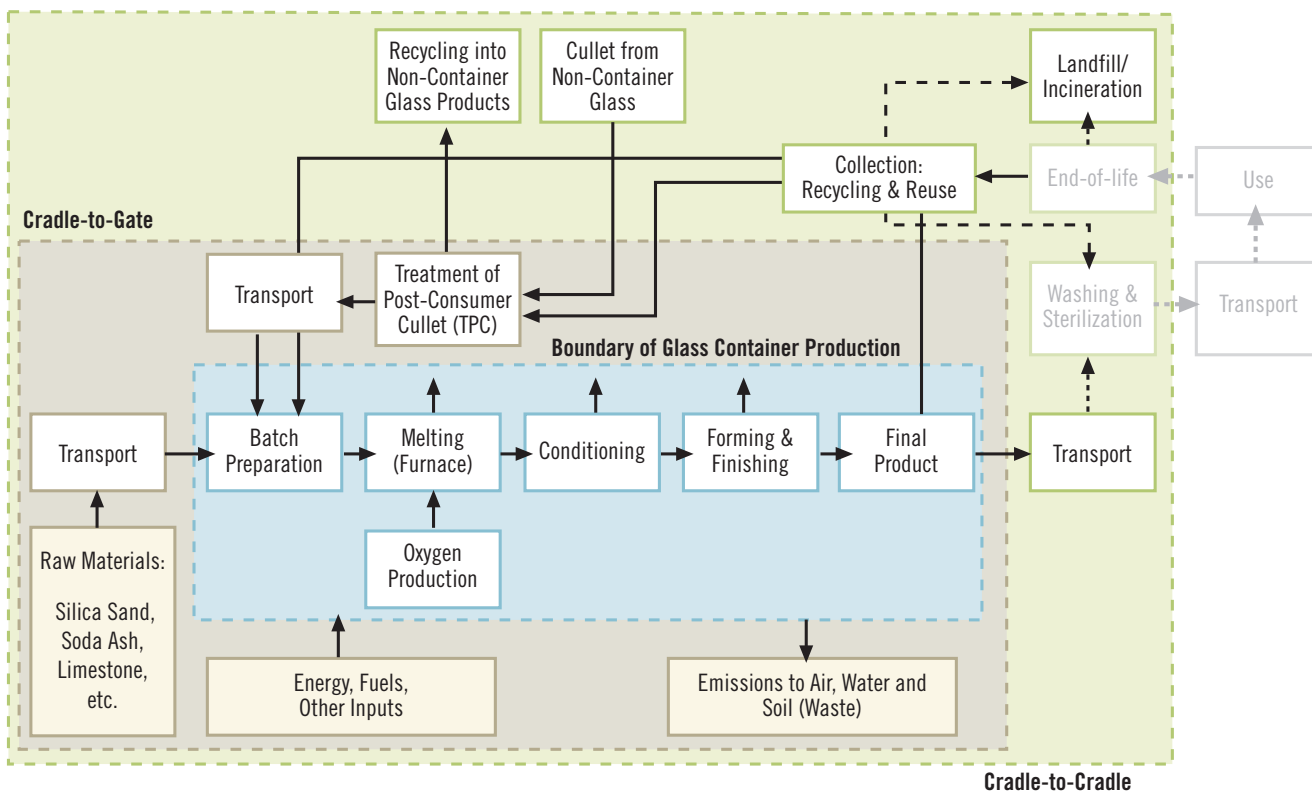 Recycling into
Non-Container
Glass Products
Cullet from
Non-Container
Glass
Landfill/
Incineration
Collection:
Recycling & Reuse
End-of-life
Use
Cradle-to-Gate
Transport
Treatment of
Post-Consumer
Cullet (TPC)
Washing &
Sterilization
Transport
Boundary of Glass Container Production
Transport
Batch
Preparation
Melting
(Furnace)
Conditioning
Forming &
Finishing
Final
Product
Transport
Raw Materials:
Silica Sand,
Soda Ash,
Limestone,
etc.
Oxygen
Production
Energy, Fuels,
Other Inputs
Emissions to Air, Water and
Soil (Waste)
Cradle-to-Cradle